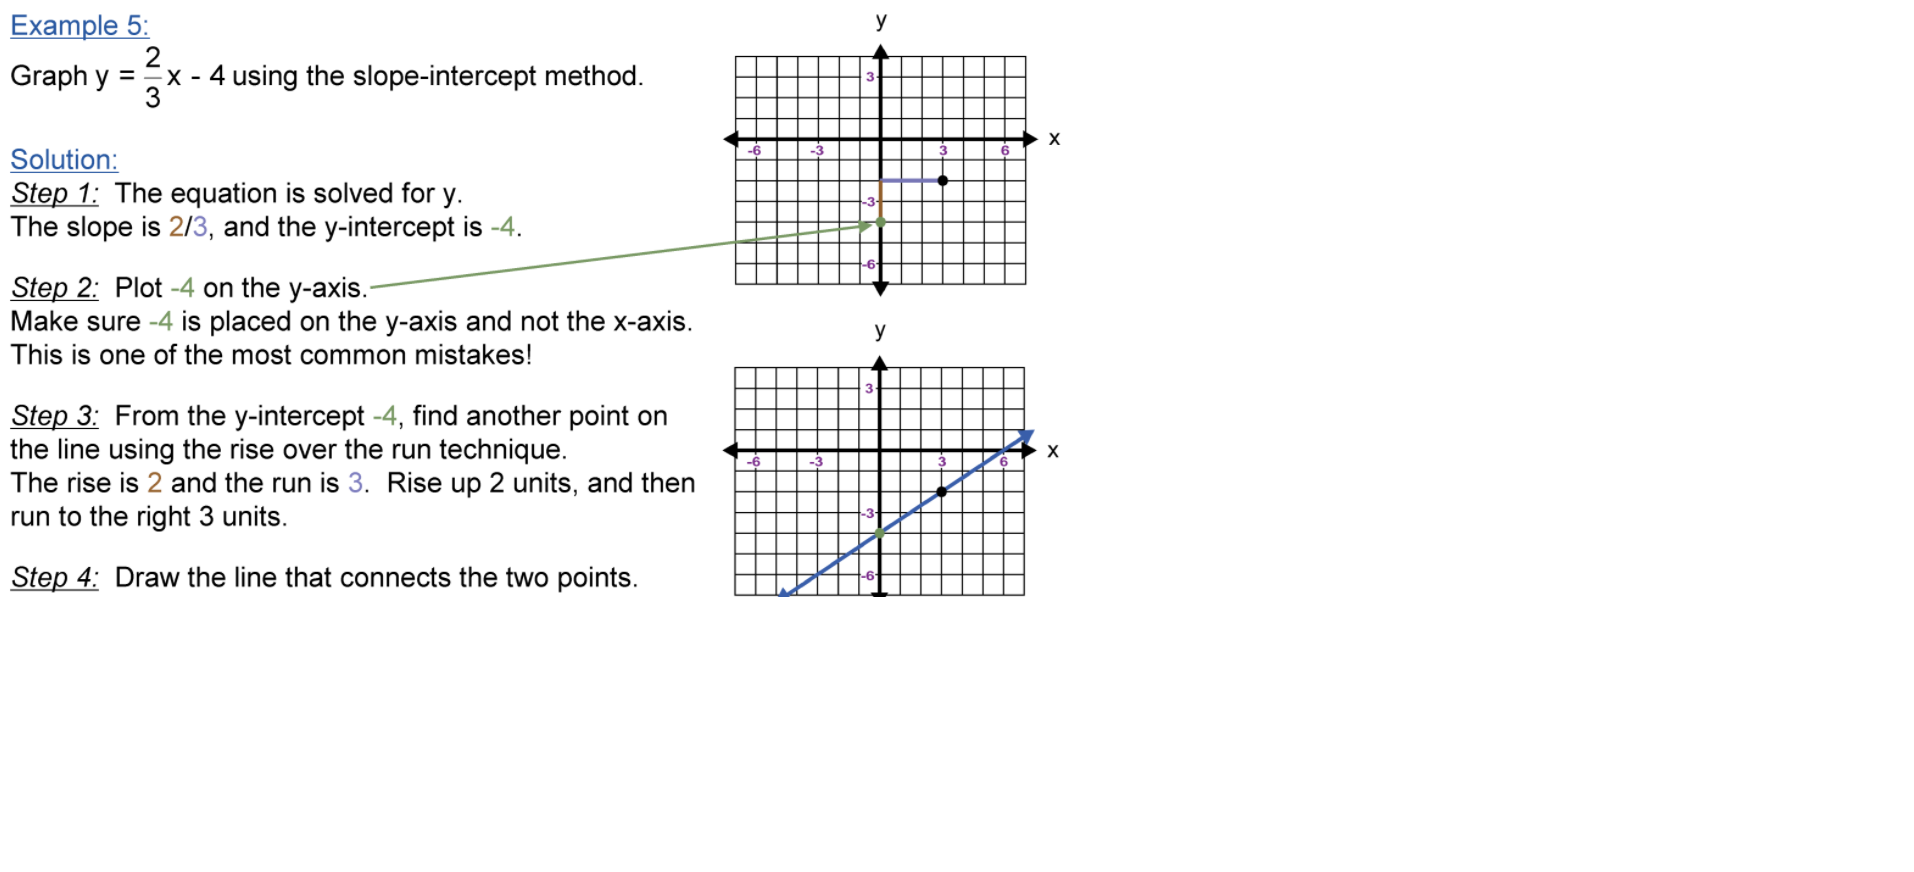 Example 5:
Graph y = 2/3 x - 4 using the slope-intercept method.
Solution:
Step 1: The equation is solved for y.
The slope is 2/3, and the y-intercept is -4.
Step 2: Plot -4 on the y-axis.
Make sure -4 is placed on the y-axis and not the x-axis.
This is one of the most common mistakes!
Step 3: From the y-intercept -4, find another point on
the line using the rise over the run technique.
The rise is 2 and the run is 3. Rise up 2 units, and then
run to the right 3 units.
Step 4: Draw the line that connects the two points.
y
3
x
-6 -3 3 6
-3
-6
y
3
x
-6 -3 3 6
-3
-6